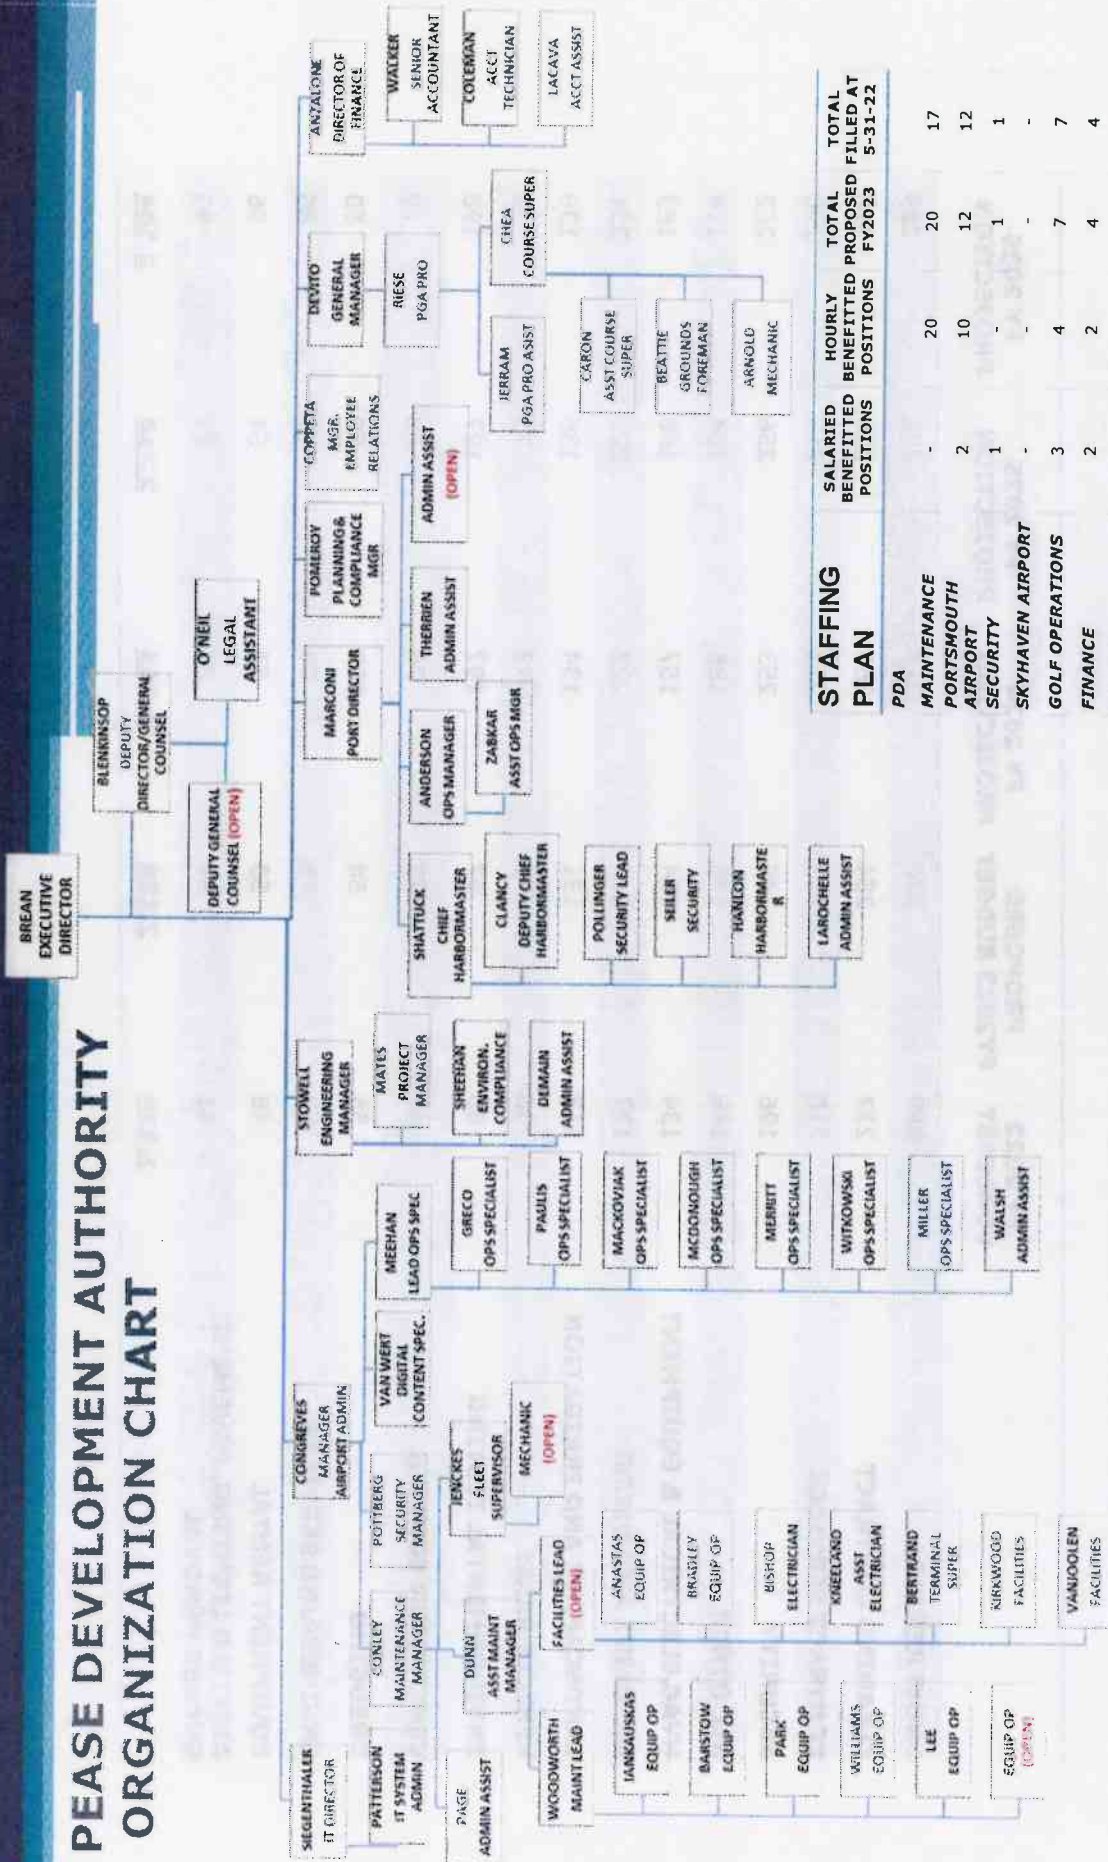 PEASE DEVELOPMENT AUTHORITY
ORGANIZATION CHART
BREAN
EXECUTIVE
DIRECTOR
BLENKINSOP
DEPUTY
DIRECTOR/GENERAL
COUNSEL
DEPUTY GENERAL
COUNSEL (OPEN)
O'NEIL
LEGAL
ASSISTANT
SIEGENTHALER
IT DIRECTOR
PATTERSON
IT SYSTEM
ADMIN
CONGREVES
MANAGER
AIRPORT ADMIN
CONLEY
MAINTENANCE
MANAGER
POTTBERG
SECURITY
MANAGER
VAN WERT
DIGITAL
CONTENT SPEC.
MEEHAN
LEAD OPS SPEC
PAGE
ADMIN ASSIST
DUNN
ASST MAINT
MANAGER
JENCKES
FLEET
SUPERVISOR
MECHANIC
(OPEN)
WOODWORTH
MAINT LEAD
JANKAUSKAS
EQUIP OP
BARSTOW
EQUIP OP
PARK
EQUIP OP
WILLIAMS
EQUIP OP
LEE
EQUIP OP
EQUIP OP
(OPEN)
FACILITIES LEAD
(OPEN)
ANASTAS
EQUIP OP
BRADLEY
EQUIP OP
BISHOP
ELECTRICIAN
KNEELAND
ASST
ELECTRICIAN
BERTRAND
TERMINAL
SUPER
KIRKWOOD
FACILITIES
VANJOOLEN
FACILITIES
GRECO
OPS SPECIALIST
PAULIS
OPS SPECIALIST
MACKOVIAK
OPS SPECIALIST
MCDONOUGH
OPS SPECIALIST
MERRITT
OPS SPECIALIST
WITKOWSKI
OPS SPECIALIST
MILLER
OPS SPECIALIST
WALSH
ADMIN ASSIST
STOWELL
ENGINEERING
MANAGER
MATES
PROJECT
MANAGER
SHEEHAN
ENVIRON.
COMPLIANCE
DEMAIN
ADMIN ASSIST
MARCONI
PORT DIRECTOR
SHATTUCK
CHIEF
HARBORMASTER
CLANCY
DEPUTY CHIEF
HARBORMASTER
POLLINGER
SECURITY LEAD
SEILER
SECURITY
HANLON
HARBORMASTE
R
LAROCHELLE
ADMIN ASSIST
ANDERSON
OPS MANAGER
ZABKAR
ASST OPS MGR
THERRIEN
ADMIN ASSIST
ADMIN ASSIST
(OPEN)
POMEROY
PLANNING&
COMPLIANCE
MGR
COPPETA
MGR.
EMPLOYEE
RELATIONS
DEVITO
GENERAL
MANAGER
RIESE
PGA PRO
JERRAM
PGA PRO ASIST
CHEA
COURSE SUPER
CARON
ASST COURSE
SUPER
BEATTIE
GROUNDS
FOREMAN
ARNOLD
MECHANIC
ANZALONE
DIRECTOR OF
FINANCE
WALKER
SENIOR
ACCOUNTANT
COLEMAN
ACCT
TECHNICIAN
LACAVA
ACCT ASSIST
STAFFING
PLAN
SALARIED HOURLY TOTAL TOTAL
BENEFITTED BENEFITTED PROPOSED FILLED AT
POSITIONS POSITIONS FY2023 5-31-22
PDA
MAINTENANCE - 20 20 17
PORTSMOUTH
AIRPORT 2 10 12 12
SECURITY 1 - 1 1
SKYHAVEN AIRPORT - - - -
GOLF OPERATIONS 3 4 7 7
FINANCE 2 2 4 4